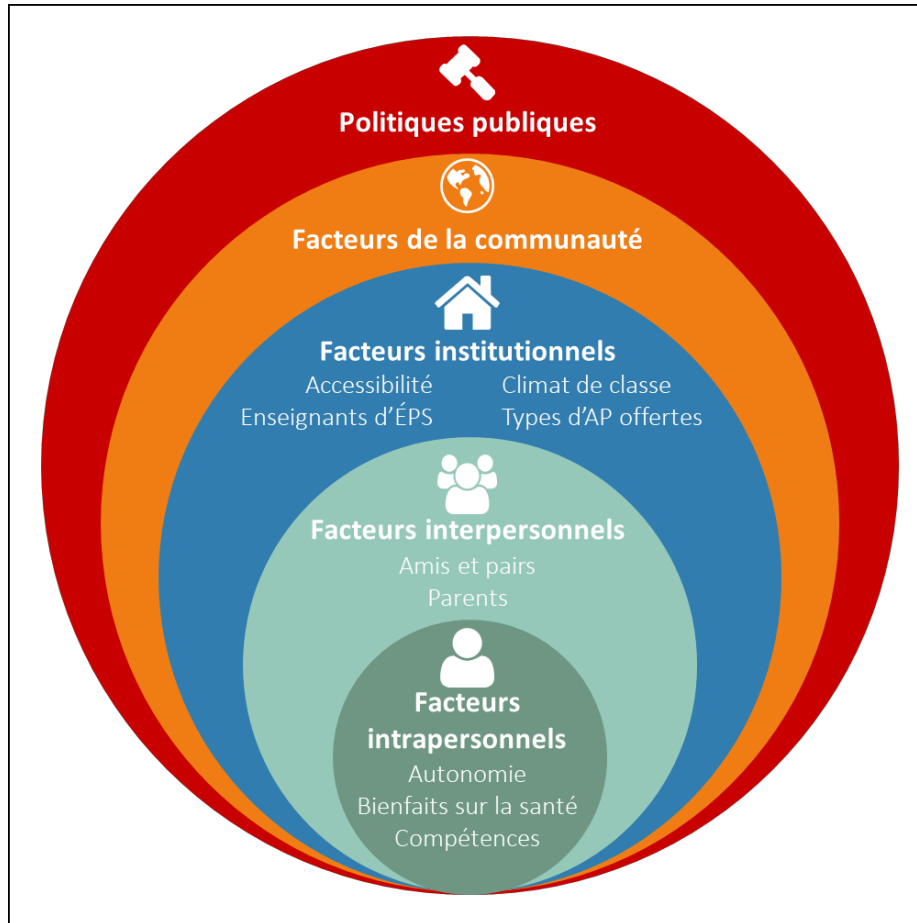 Politiques publiques
Facteurs de la communauté
Facteurs institutionnels
Accessibilité Climat de classe
Enseignants d’ÉPS Types d’AP offertes
Facteurs interpersonnels
Amis et pairs
Parents
Facteurs
intrapersonnels
Autonomie
Bienfaits sur la santé
Compétences